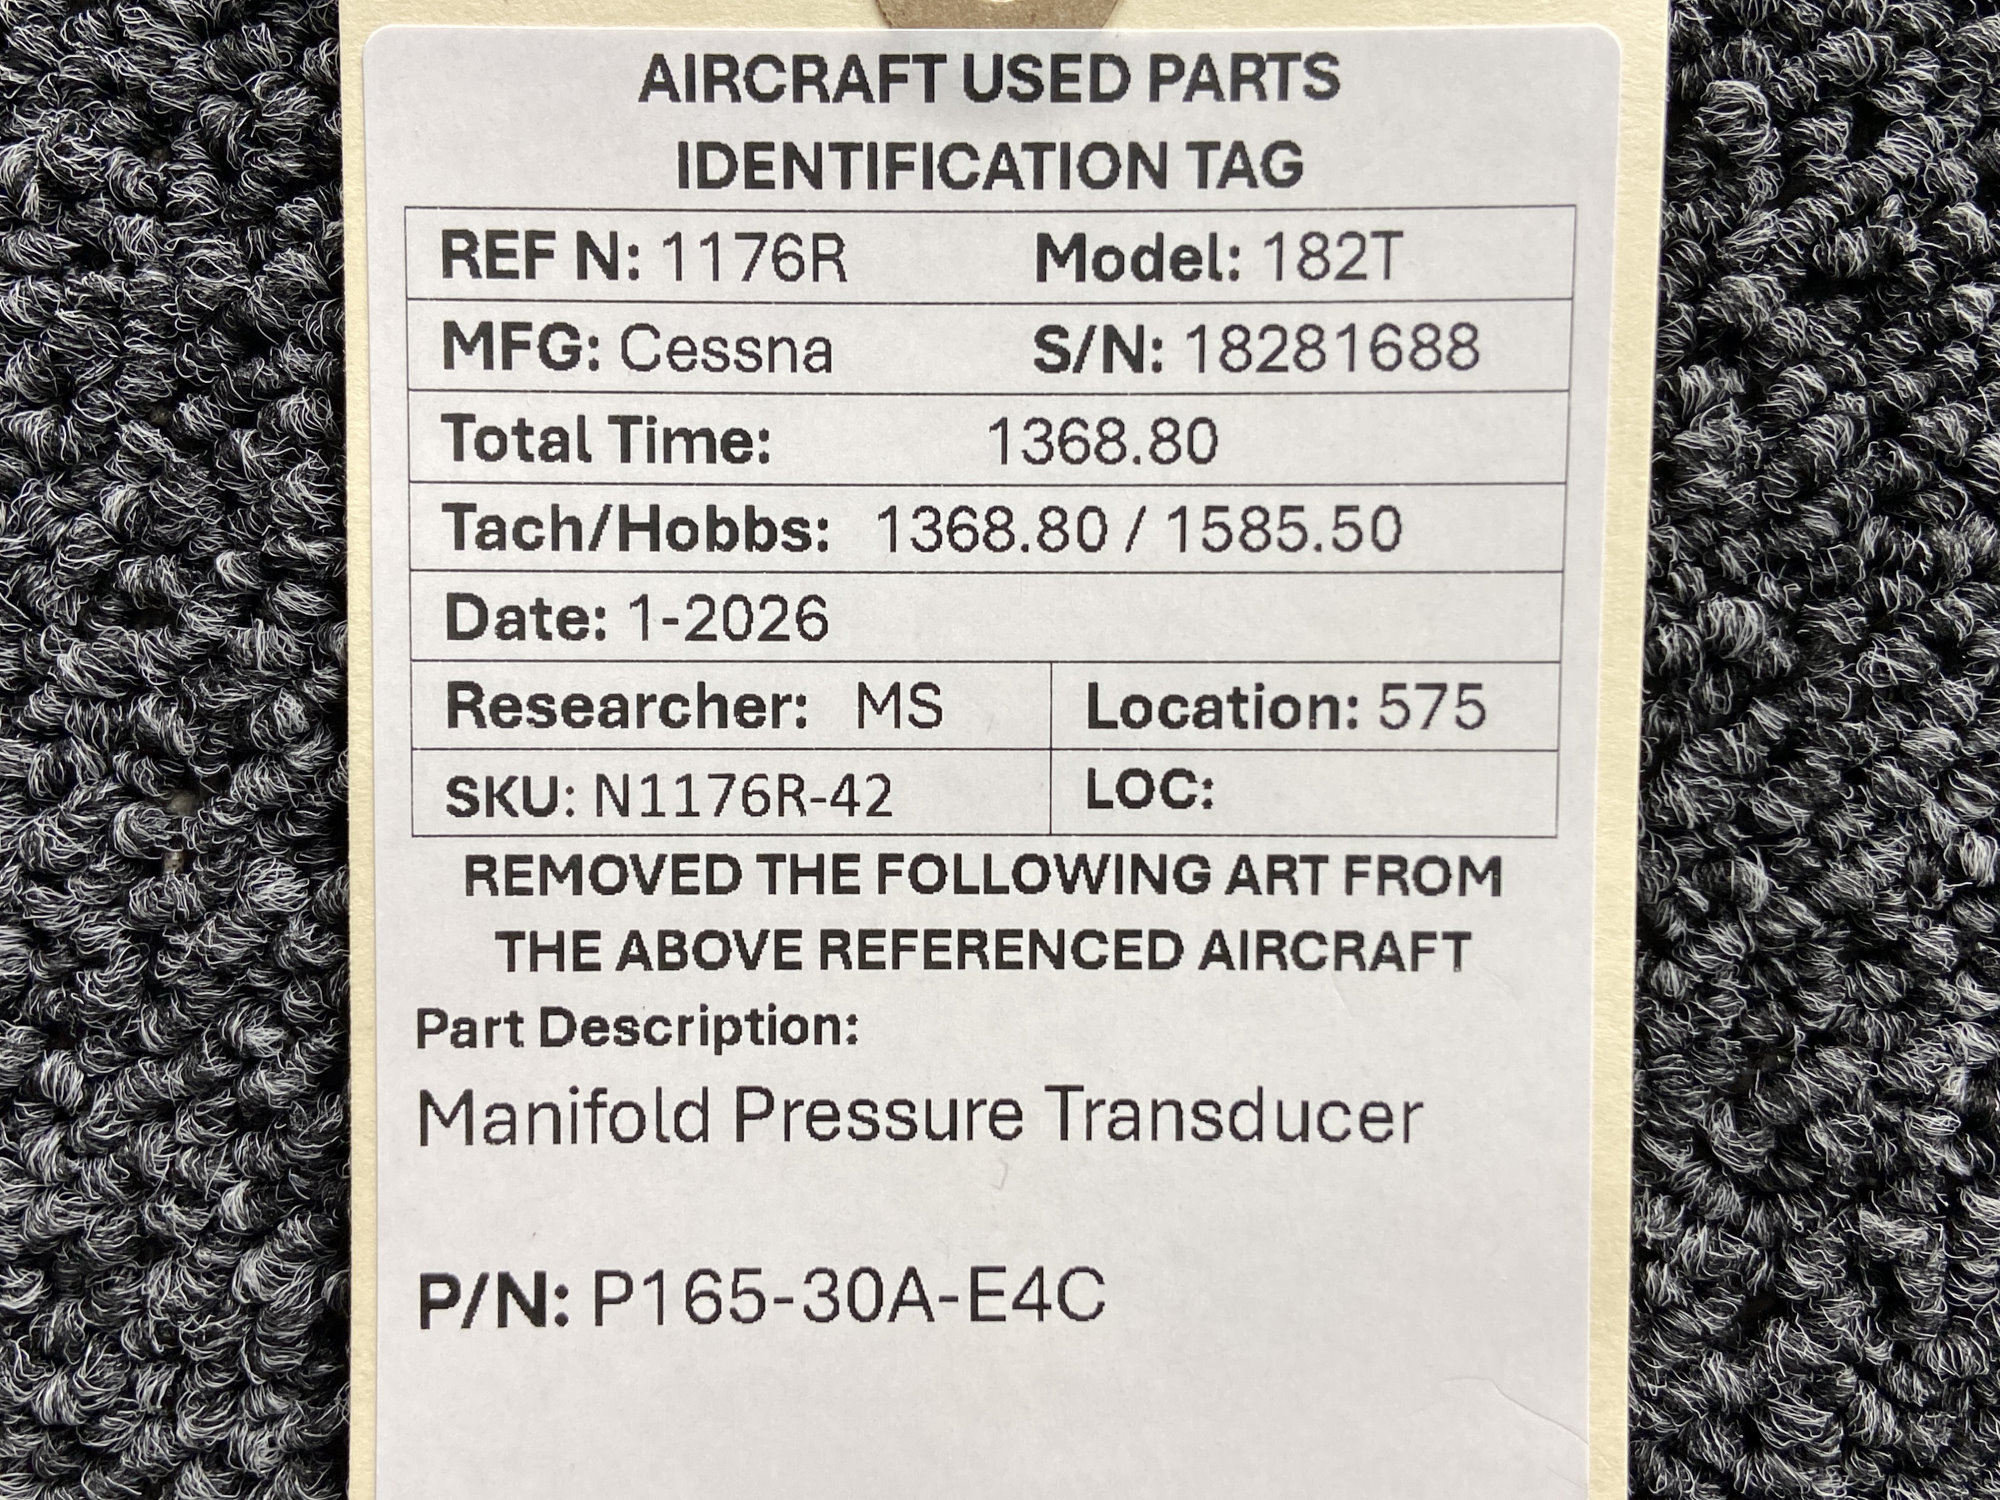 AIRCRAFT USED PARTS
IDENTIFICATION TAG
REF N: 1176R Model: 182T
MFG: Cessna S/N: 18281688
Total Time: 1368.80
Tach/Hobbs: 1368.80 / 1585.50
Date: 1-2026
Researcher: MS Location: 575
SKU: N1176R-42 LOC:
REMOVED THE FOLLOWING ART FROM
THE ABOVE REFERENCED AIRCRAFT
Part Description:
Manifold Pressure Transducer
P/N: P165-30A-E4C